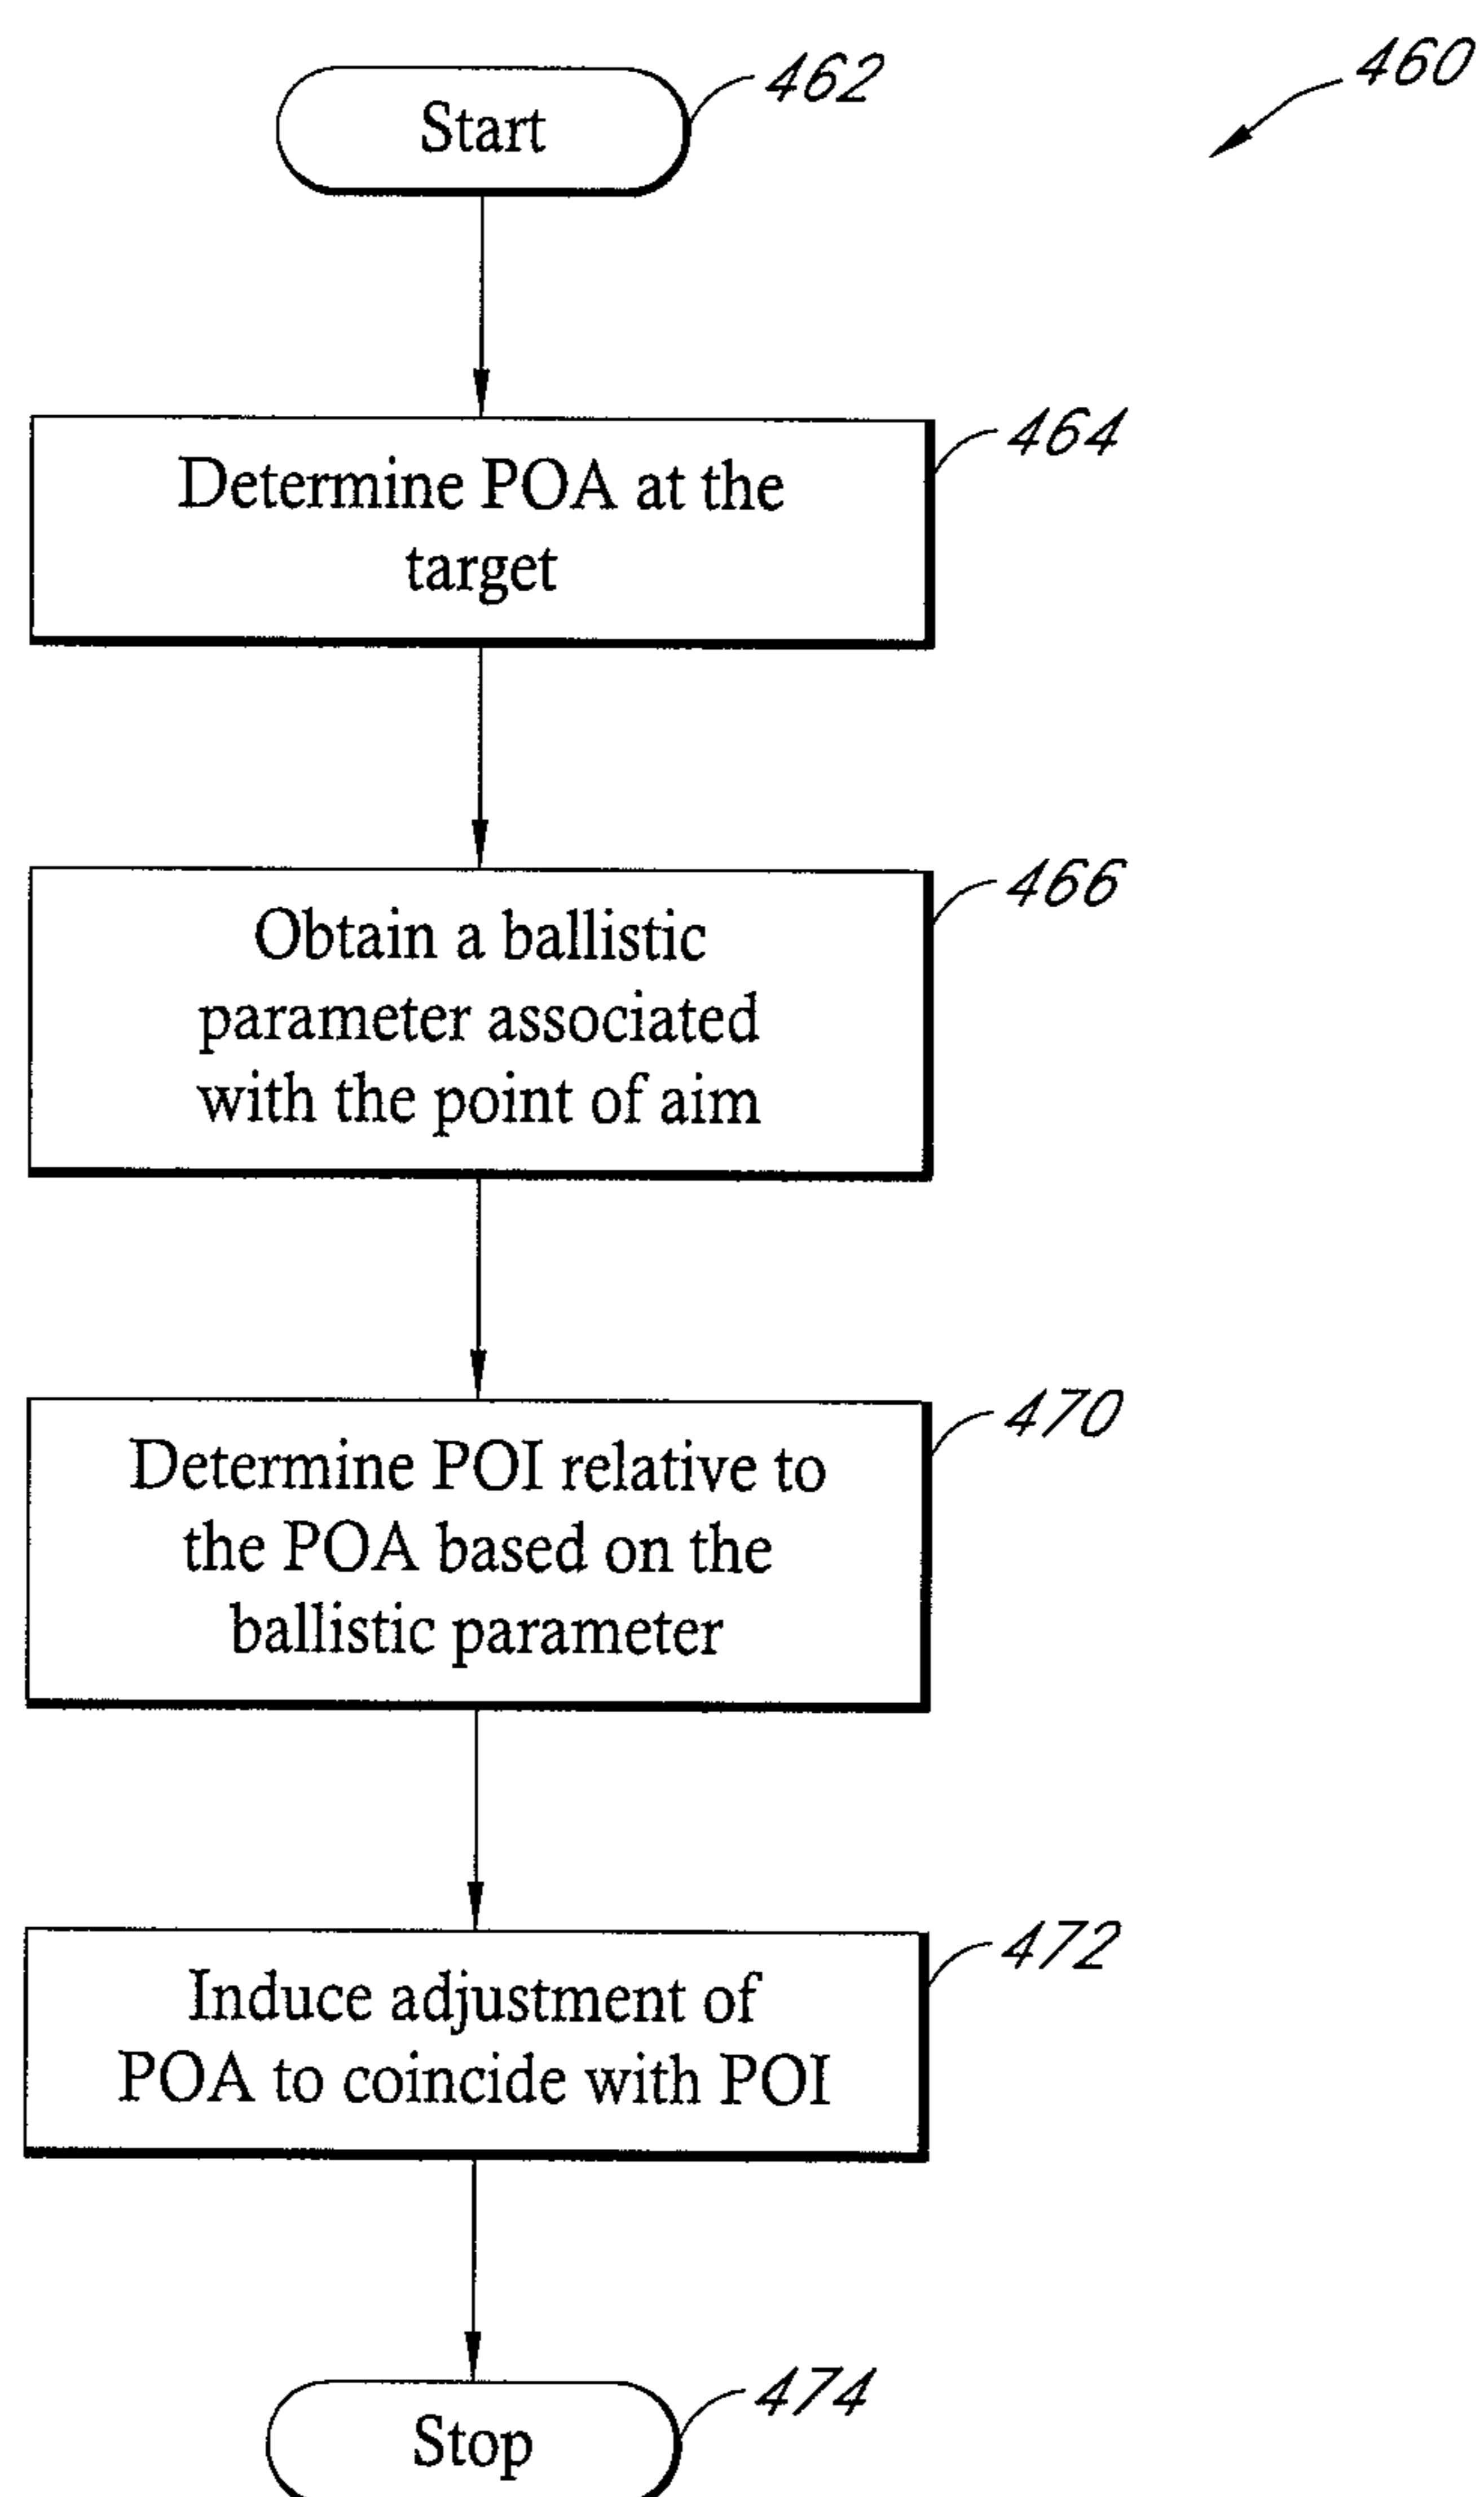 462
460
Start
464
Determine POA at the
target
466
Obtain a ballistic
parameter associated
with the point of aim
470
Determine POI relative to
the POA based on the
ballistic parameter
472
Induce adjustment of
POA to coincide with POI
474
Stop